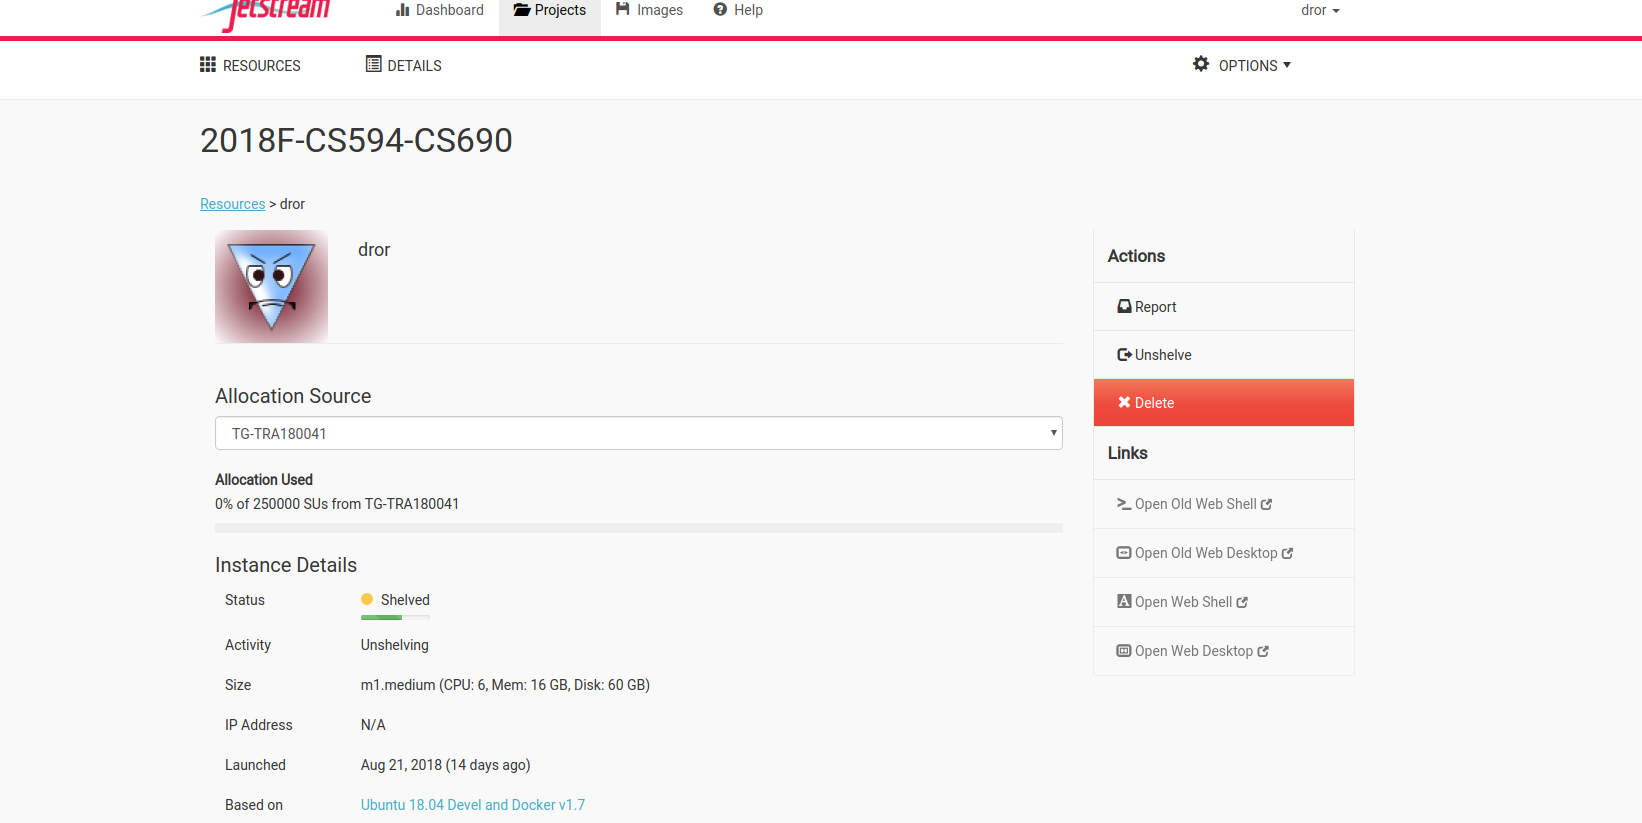 Jetstream
Dashboard
Projects
Images
Help
dror
RESOURCES
DETAILS
OPTIONS
2018F-CS594-CS690
Resources > dror
dror
Allocation Source
TG-TRA180041
Allocation Used
0% of 250000 SUs from TG-TRA180041
Instance Details
Status
Shelved
Activity
Unshelving
Size
m1.medium (CPU: 6, Mem: 16 GB, Disk: 60 GB)
IP Address
N/A
Launched
Aug 21, 2018 (14 days ago)
Based on
Ubuntu 18.04 Devel and Docker v1.7
Actions
Report
Unshelve
Delete
Links
Open Old Web Shell
Open Old Web Desktop
Open Web Shell
Open Web Desktop